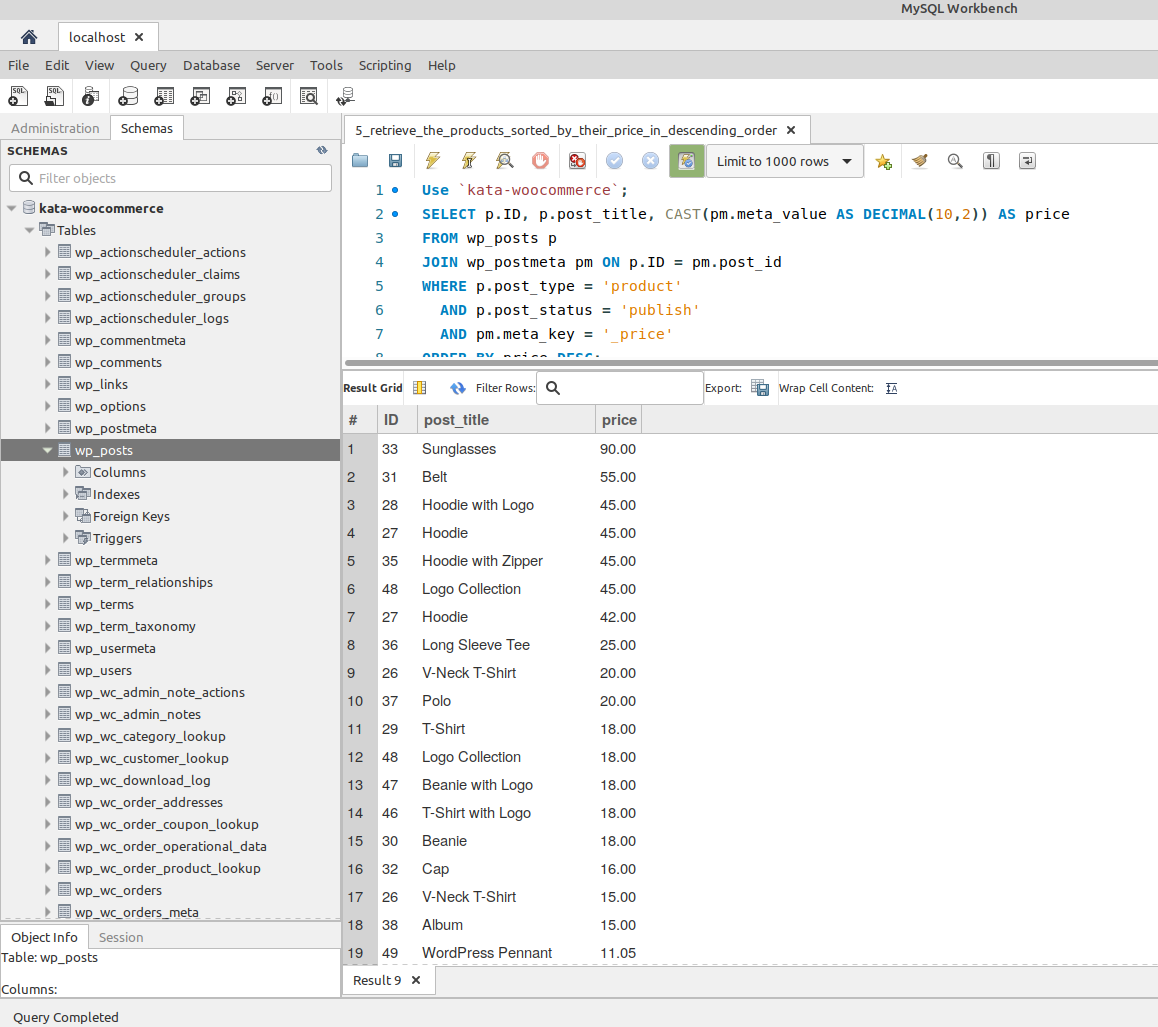 MySQL Workbench
localhost
File Edit View Query Database Server Tools Scripting Help
Administration Schemas
SCHEMAS
Filter objects
kata-woocommerce
Tables
wp_actionscheduler_actions
wp_actionscheduler_claims
wp_actionscheduler_groups
wp_actionscheduler_logs
wp_commentmeta
wp_comments
wp_links
wp_options
wp_postmeta
wp_posts
Columns
Indexes
Foreign Keys
Triggers
wp_termmeta
wp_term_relationships
wp_terms
wp_term_taxonomy
wp_usermeta
wp_users
wp_wc_admin_note_actions
wp_wc_admin_notes
wp_wc_category_lookup
wp_wc_customer_lookup
wp_wc_download_log
wp_wc_order_addresses
wp_wc_order_coupon_lookup
wp_wc_order_operational_data
wp_wc_order_product_lookup
wp_wc_orders
wp_wc_orders_meta
Object Info Session
Table: wp_posts
Columns:
5_retrieve_the_products_sorted_by_their_price_in_descending_order
Limit to 1000 rows
1 Use `kata-woocommerce`;
2 SELECT p.ID, p.post_title, CAST(pm.meta_value AS DECIMAL(10,2)) AS price
3 FROM wp_posts p
4 JOIN wp_postmeta pm ON p.ID = pm.post_id
5 WHERE p.post_type = 'product'
6 AND p.post_status = 'publish'
7 AND pm.meta_key = '_price'
8 ORDER BY price DESC;
Result Grid Filter Rows: Export: Wrap Cell Content:
# ID post_title price
1 33 Sunglasses 90.00
2 31 Belt 55.00
3 28 Hoodie with Logo 45.00
4 27 Hoodie 45.00
5 35 Hoodie with Zipper 45.00
6 48 Logo Collection 45.00
7 27 Hoodie 42.00
8 36 Long Sleeve Tee 25.00
9 26 V-Neck T-Shirt 20.00
10 37 Polo 20.00
11 29 T-Shirt 18.00
12 48 Logo Collection 18.00
13 47 Beanie with Logo 18.00
14 46 T-Shirt with Logo 18.00
15 30 Beanie 18.00
16 32 Cap 16.00
17 26 V-Neck T-Shirt 15.00
18 38 Album 15.00
19 49 WordPress Pennant 11.05
Result 9
Query Completed